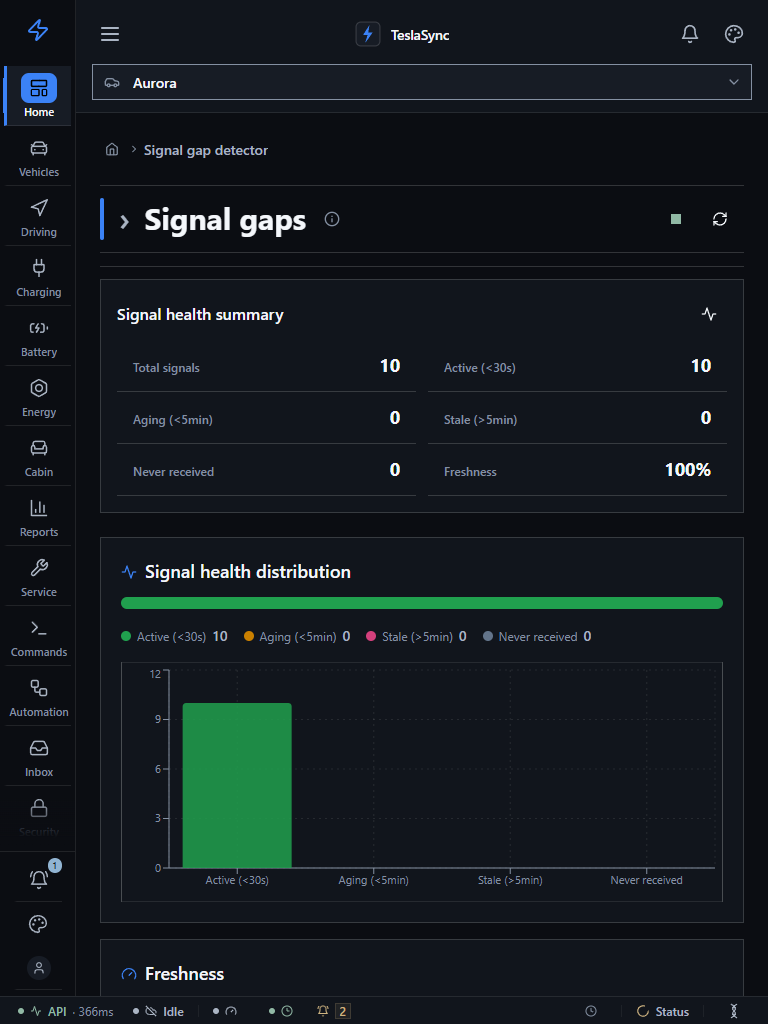 TeslaSync
Aurora
Home
Vehicles
Driving
Charging
Battery
Energy
Cabin
Reports
Service
Commands
Automation
Inbox
Security
1
Signal gap detector
Signal gaps
Signal health summary
Total signals 10
Active (<30s) 10
Aging (<5min) 0
Stale (>5min) 0
Never received 0
Freshness 100%
Signal health distribution
Active (<30s) 10 Aging (<5min) 0 Stale (>5min) 0 Never received 0
12
9
6
3
0
Active (<30s) Aging (<5min) Stale (>5min) Never received
Freshness
API · 366ms Idle 2 Status